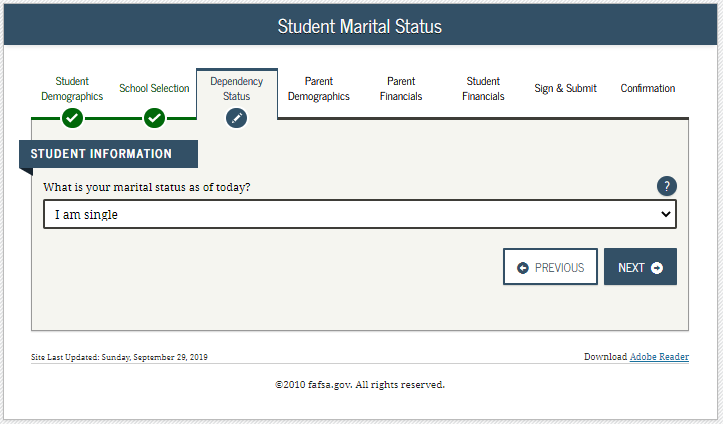 Student Marital Status
Student
Demographics
School Selection
Dependency
Status
Parent
Demographics
Parent
Financials
Student
Financials
Sign & Submit
Confirmation
STUDENT INFORMATION
What is your marital status as of today?
?
I am single
PREVIOUS
NEXT
Site Last Updated: Sunday, September 29, 2019
Download Adobe Reader
©2010 fafsa.gov. All rights reserved.